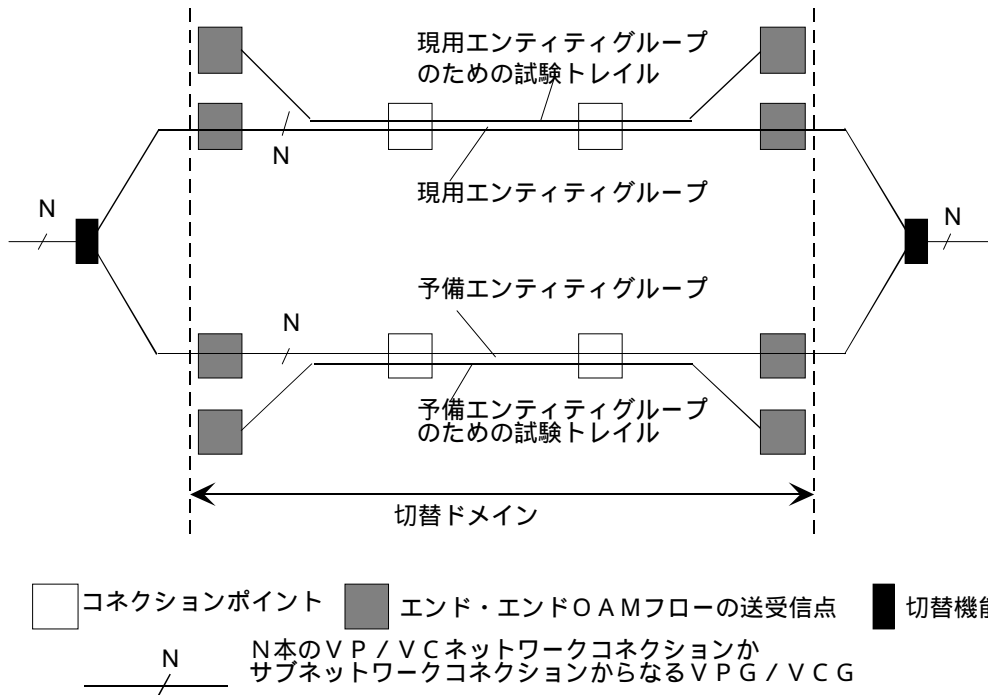 現用エンティティグループ
のための試験トレイル
N
現用エンティティグループ
N
N
予備エンティティグループ
N
予備エンティティグループ
のための試験トレイル
切替ドメイン
コネクションポイント
エンド・エンドＯＡＭフローの送受信点
切替機能
N
Ｎ本のＶＰ／ＶＣネットワークコネクションか
サブネットワークコネクションからなるＶＰＧ／ＶＣＧ